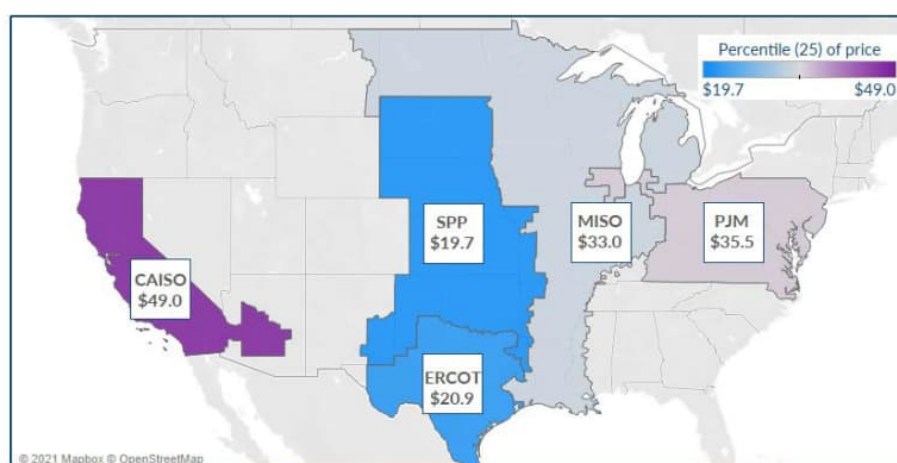 Percentile (25) of price
$19.7 $49.0
SPP
$19.7
MISO
$33.0
PJM
$35.5
CAISO
$49.0
ERCOT
$20.9
© 2021 Mapbox © OpenStreetMap